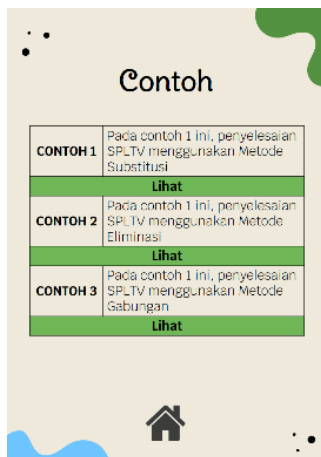 Contoh
CONTOH 1
Pada contoh 1 ini, penyelesaian
SPLTV menggunakan Metode
Substitusi
Lihat
CONTOH 2
Pada contoh 1 ini, penyelesaian
SPLTV menggunakan Metode
Eliminasi
Lihat
CONTOH 3
Pada contoh 1 ini, penyelesaian
SPLTV menggunakan Metode
Gabungan
Lihat